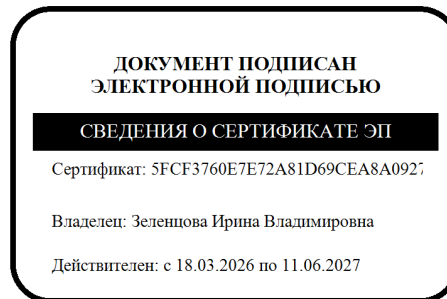 ДОКУМЕНТ ПОДПИСАН
ЭЛЕКТРОННОЙ ПОДПИСЬЮ
СВЕДЕНИЯ О СЕРТИФИКАТЕ ЭП
Сертификат: 5FCF3760E7E72A81D69CEA8A0927
Владелец: Зеленцова Ирина Владимировна
Действителен: с 18.03.2026 по 11.06.2027